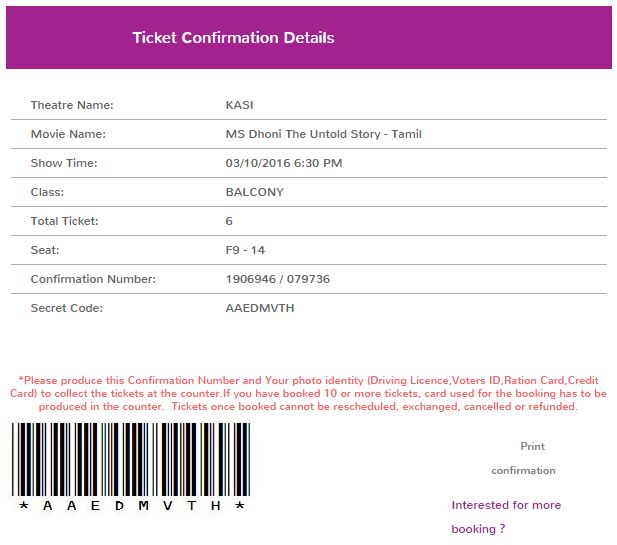 Ticket Confirmation Details
Theatre Name: KASI
Movie Name: MS Dhoni The Untold Story - Tamil
Show Time: 03/10/2016 6:30 PM
Class: BALCONY
Total Ticket: 6
Seat: F9 - 14
Confirmation Number: 1906946 / 079736
Secret Code: AAEDMVTH
*Please produce this Confirmation Number and Your photo identity (Driving Licence,Voters ID,Ration Card,Credit
Card) to collect the tickets at the counter.If you have booked 10 or more tickets, card used for the booking has to be
produced in the counter. Tickets once booked cannot be rescheduled, exchanged, cancelled or refunded.
* A A E D M V T H *
Print
confirmation
Interested for more
booking ?